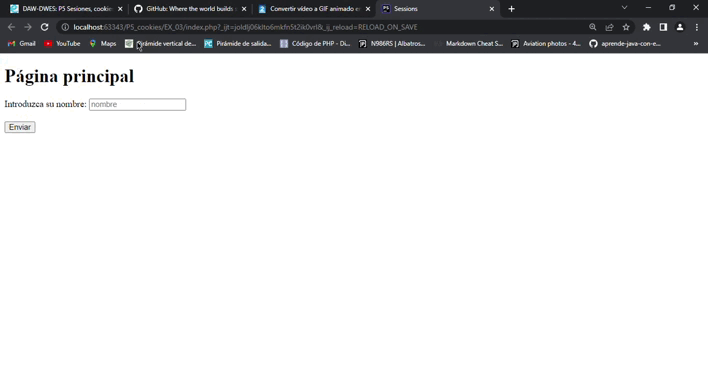 DAW-DWES: P5 Sesiones, cookie
GitHub: Where the world builds
Convertir vídeo a GIF animado e
Sessions
localhost:63343/P5_cookies/EX_03/index.php?_ijt=joldlj06klto6mkfn5t2ik0vrl&_ij_reload=RELOAD_ON_SAVE
Gmail YouTube Maps Pirámide vertical de... Pirámide de salida... Código de PHP - Di... N986RS | Albatros... Markdown Cheat S... Aviation photos - 4... aprende-java-con-e... »
Página principal
Introduzca su nombre: nombre
Enviar